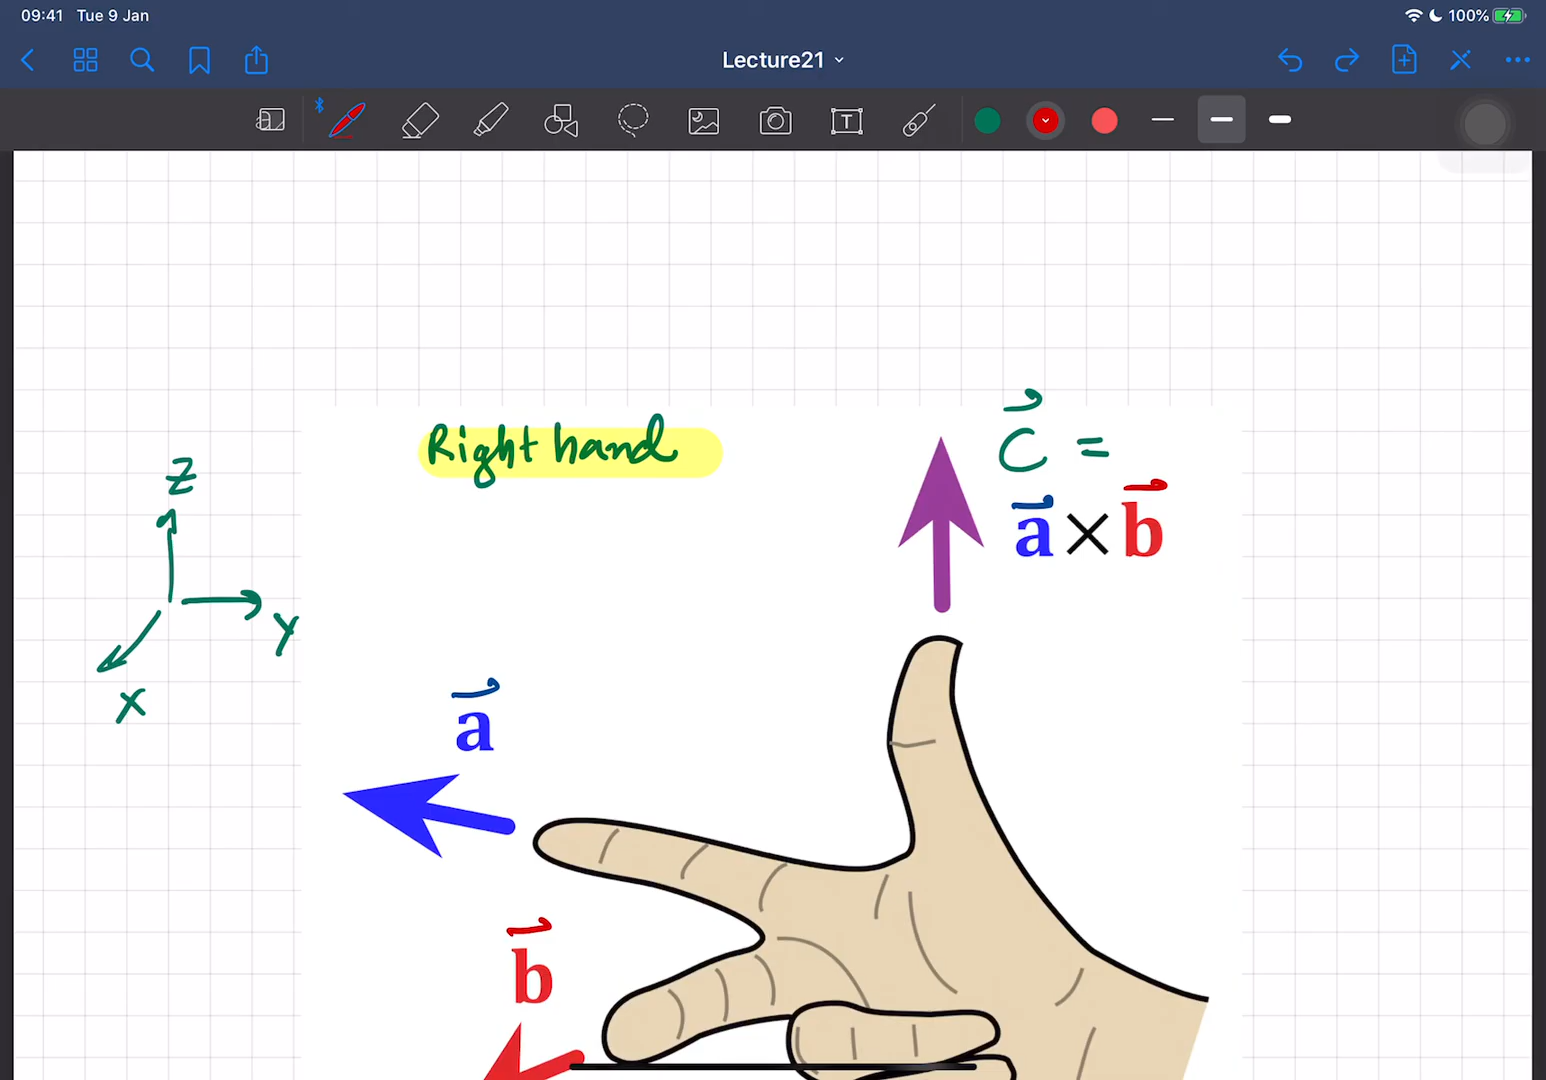 09:41 Tue 9 Jan
100%
Lecture21
T
Right hand
c⃗ =
a⃗ × b⃗
Z
Y
X
a⃗
b⃗